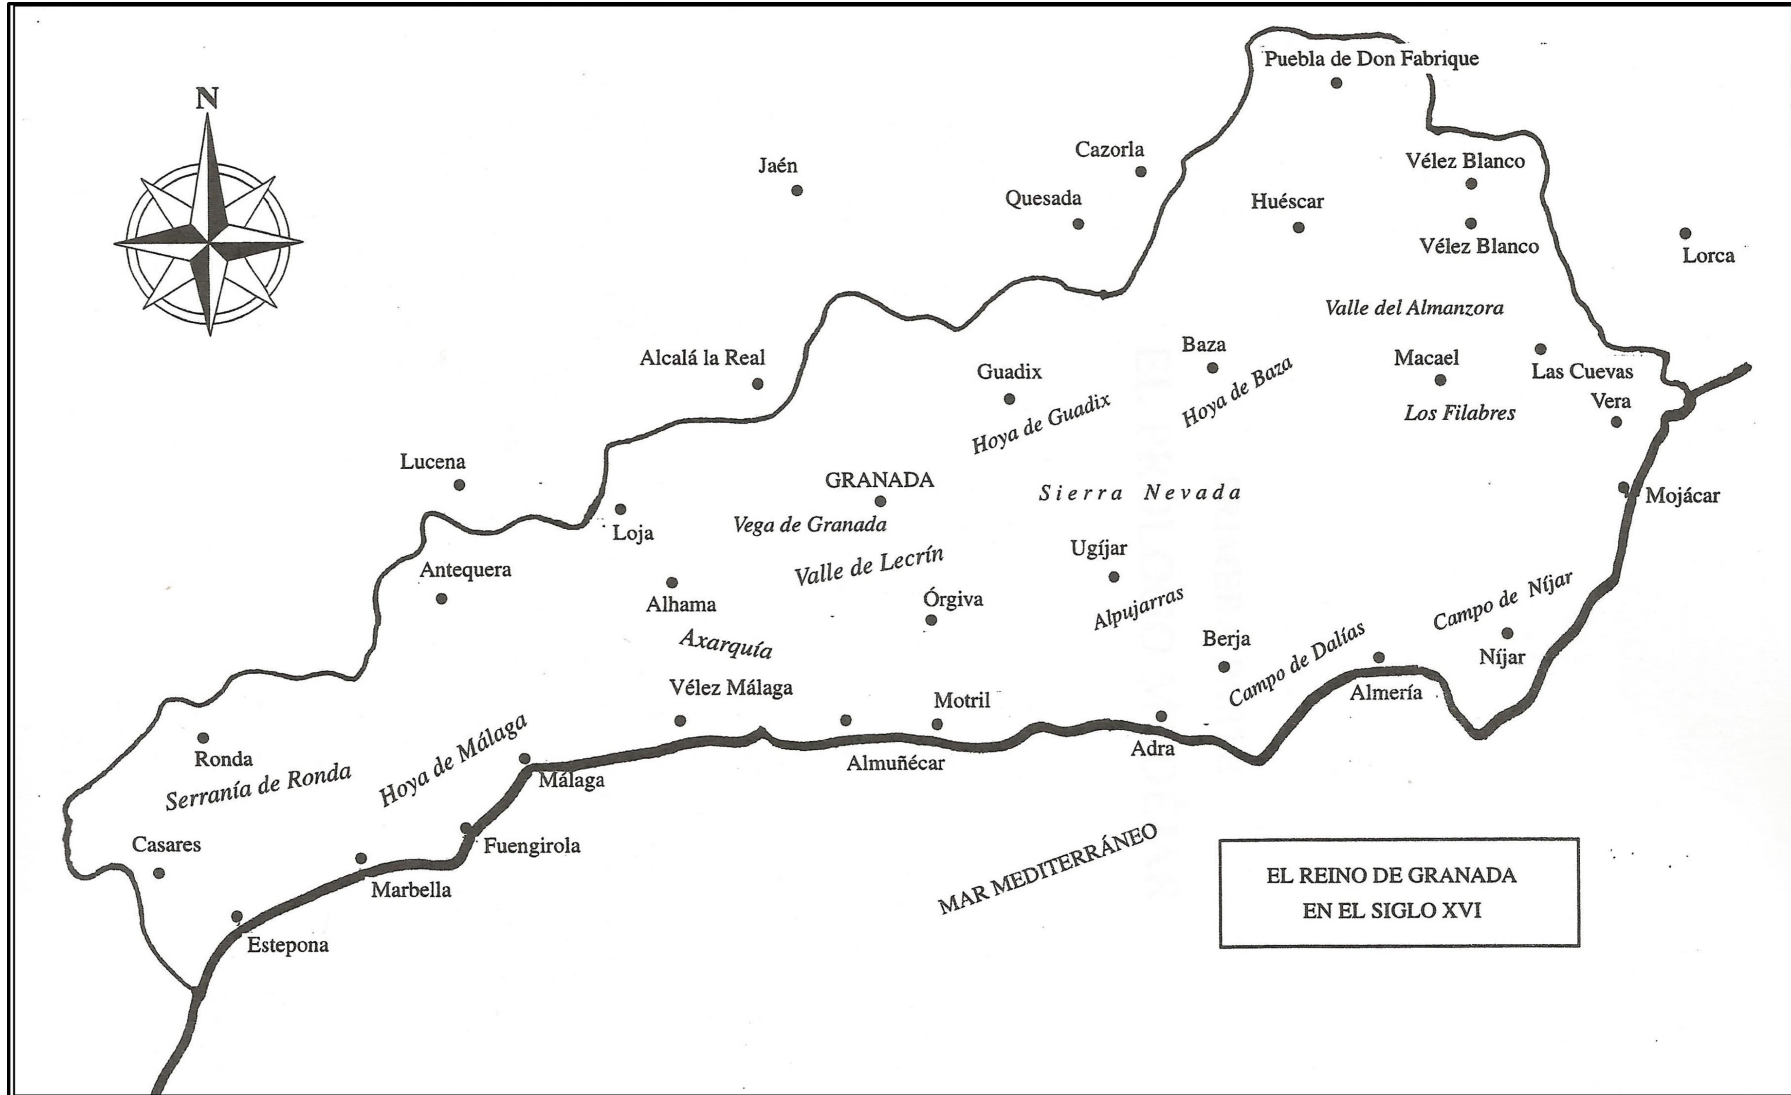 Puebla de Don Fabrique
N
Cazorla
Vélez Blanco
Jaén
Quesada
Huéscar
Vélez Blanco
Lorca
Valle del Almanzora
Alcalá la Real
Guadix
Baza
Macael
Las Cuevas
Hoya de Guadix
Hoya de Baza
Los Filabres
Vera
Lucena
GRANADA
Sierra Nevada
Mojácar
Loja
Vega de Granada
Valle de Lecrín
Ugíjar
Antequera
Alhama
Órgiva
Alpujarras
Campo de Níjar
Axarquía
Berja
Campo de Dalías
Níjar
Vélez Málaga
Motril
Almería
Ronda
Hoya de Málaga
Almuñécar
Adra
Serranía de Ronda
Málaga
Casares
Fuengirola
MAR MEDITERRÁNEO
Marbella
Estepona
EL REINO DE GRANADA
EN EL SIGLO XVI